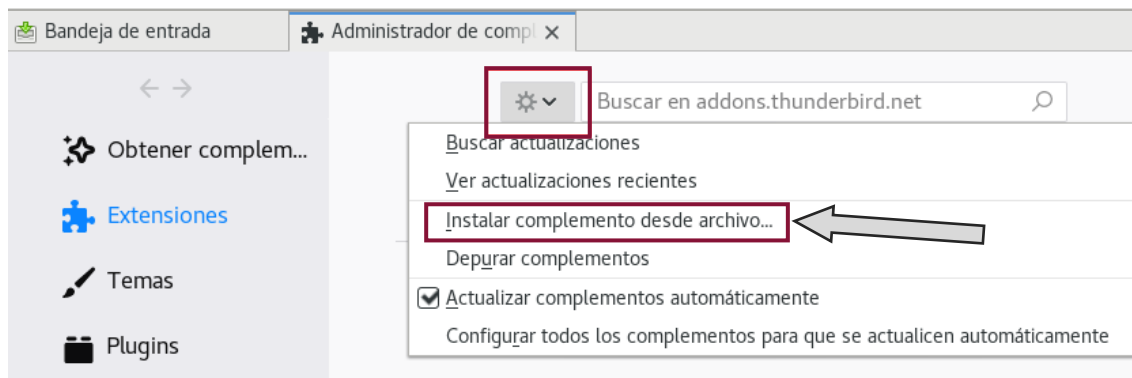 Bandeja de entrada
Administrador de compl
Buscar en addons.thunderbird.net
Obtener complem...
Extensiones
Temas
Plugins
Buscar actualizaciones
Ver actualizaciones recientes
Instalar complemento desde archivo...
Depurar complementos
Actualizar complementos automáticamente
Configurar todos los complementos para que se actualicen automáticamente